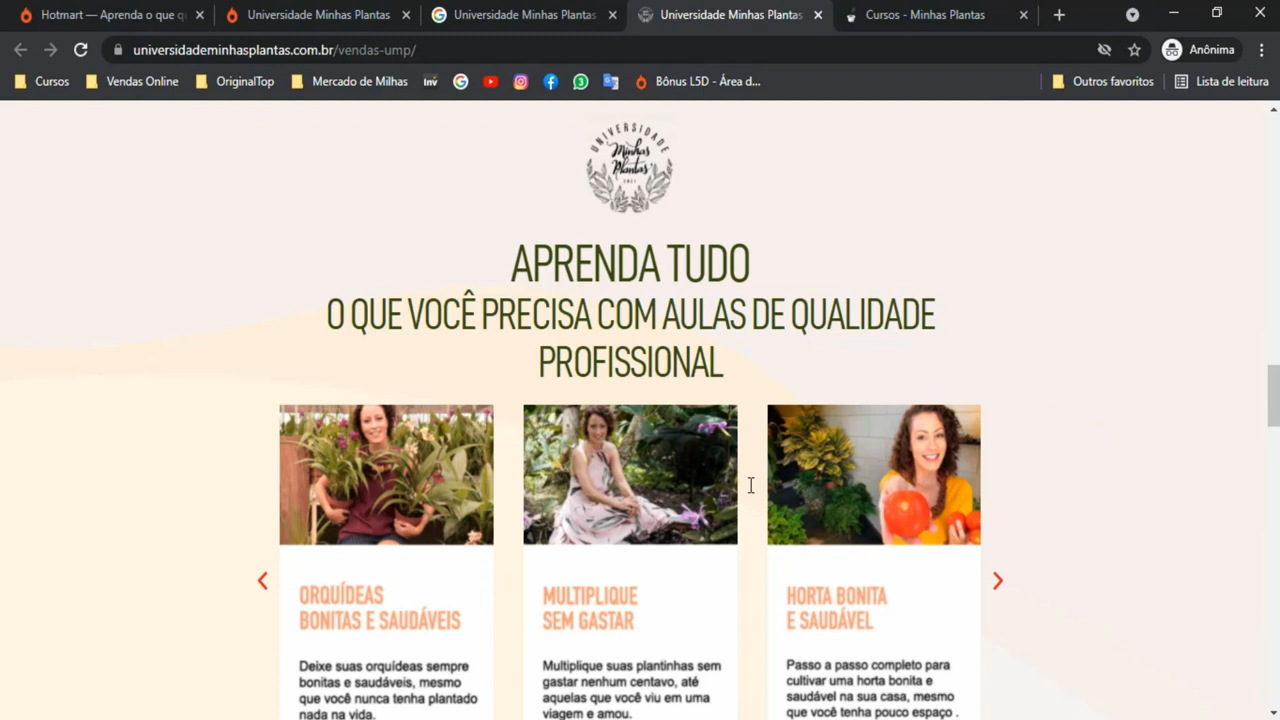 Hotmart — Aprenda o que q
Universidade Minhas Plantas
Universidade Minhas Plantas
Universidade Minhas Plantas
Cursos - Minhas Plantas
universidademinhasplantas.com.br/vendas-ump/
Anônima
Cursos
Vendas Online
OriginalTop
Mercado de Milhas
inv
3
Bônus L5D - Área d...
Outros favoritos
Lista de leitura
UNIVERSIDADE
Minhas
Plantas
2021
APRENDA TUDO
O QUE VOCÊ PRECISA COM AULAS DE QUALIDADE
PROFISSIONAL
ORQUÍDEAS
BONITAS E SAUDÁVEIS
Deixe suas orquídeas sempre
bonitas e saudáveis, mesmo
que você nunca tenha plantado
nada na vida.
MULTIPLIQUE
SEM GASTAR
Multiplique suas plantinhas sem
gastar nenhum centavo, até
aquelas que você viu em uma
viagem e amou.
HORTA BONITA
E SAUDÁVEL
Passo a passo completo para
cultivar uma horta bonita e
saudável na sua casa, mesmo
que você tenha pouco espaço .